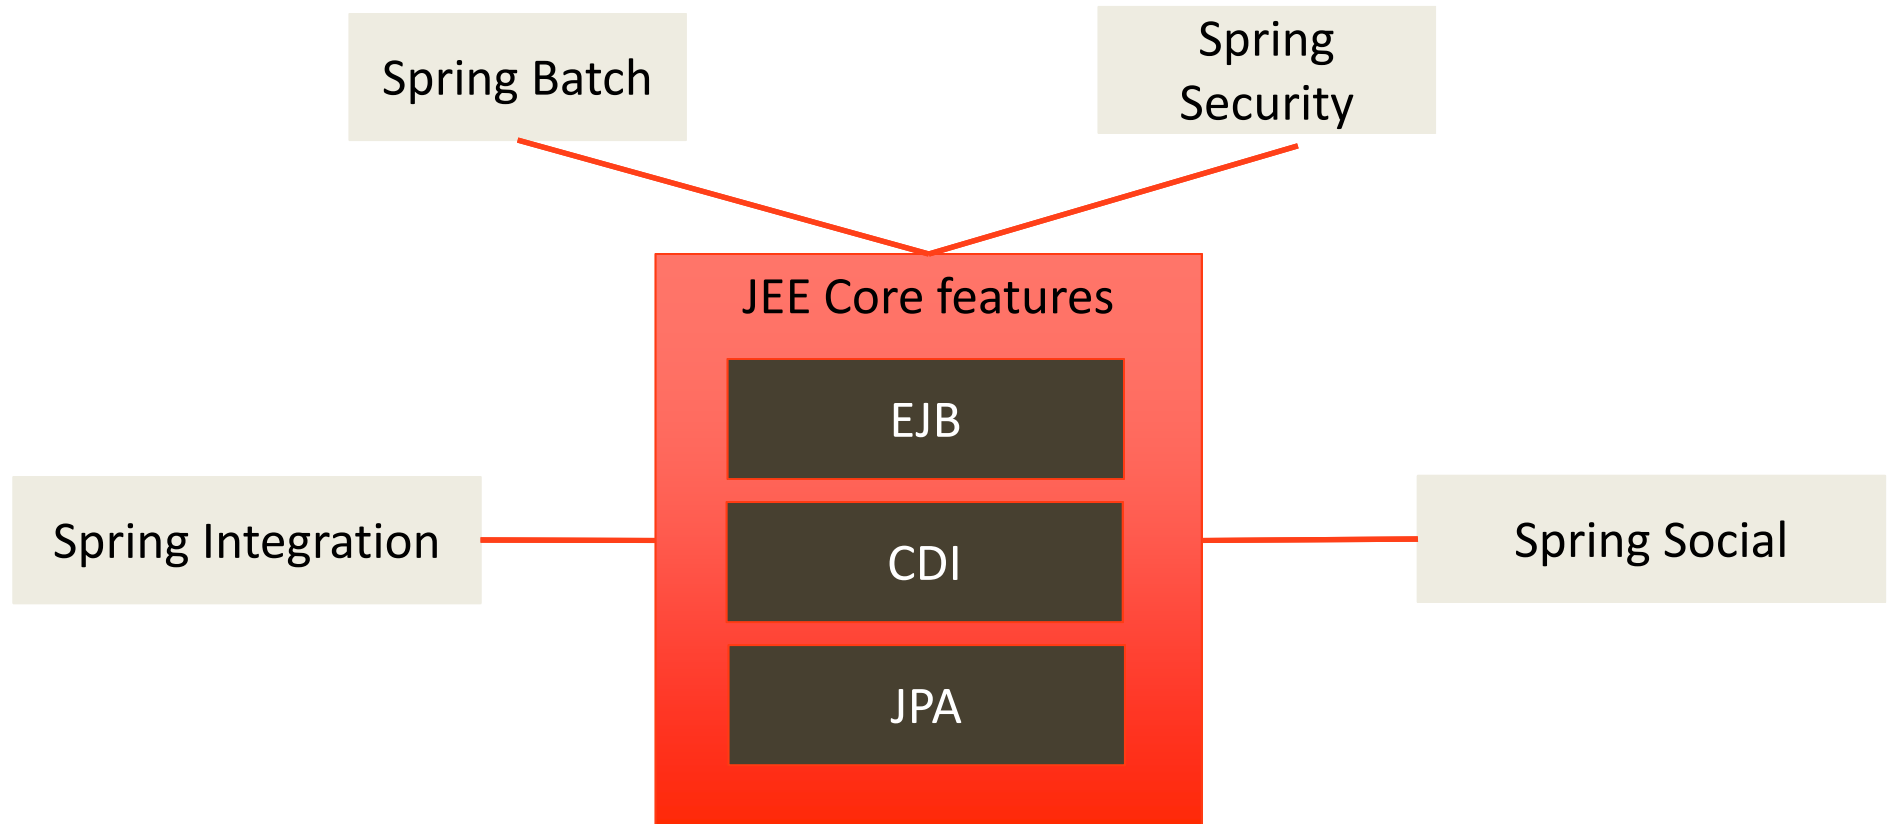 Spring Batch
Spring
Security
JEE Core features
EJB
Spring Integration
CDI
Spring Social
JPA